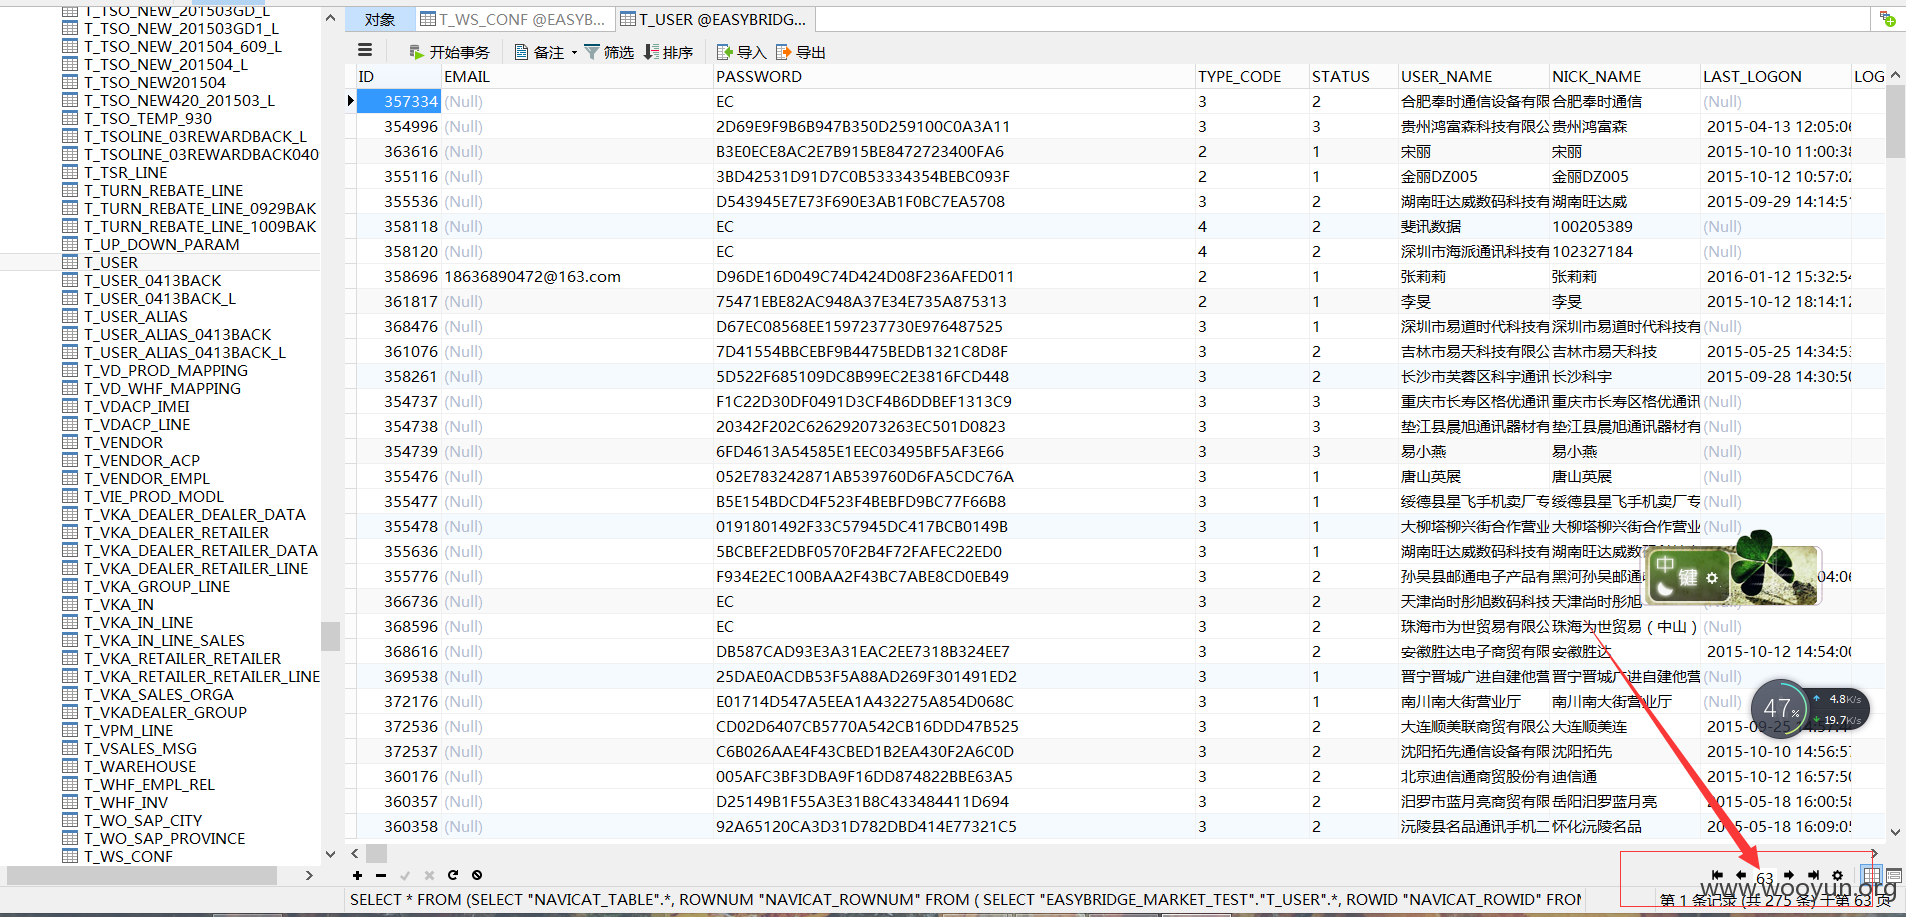 对象 T_WS_CONF @EASYB... T_USER @EASYBRIDG...
开始事务 备注 筛选 排序 导入 导出
T_TSO_NEW_201503GD_L
T_TSO_NEW_201503GD1_L
T_TSO_NEW_201504_609_L
T_TSO_NEW_201504_L
T_TSO_NEW201504
T_TSO_NEW420_201503_L
T_TSO_TEMP_930
T_TSOLINE_03REWARDBACK_L
T_TSOLINE_03REWARDBACK040
T_TSR_LINE
T_TURN_REBATE_LINE
T_TURN_REBATE_LINE_0929BAK
T_TURN_REBATE_LINE_1009BAK
T_UP_DOWN_PARAM
T_USER
T_USER_0413BACK
T_USER_0413BACK_L
T_USER_ALIAS
T_USER_ALIAS_0413BACK
T_USER_ALIAS_0413BACK_L
T_VD_PROD_MAPPING
T_VD_WHF_MAPPING
T_VDACP_IMEI
T_VDACP_LINE
T_VENDOR
T_VENDOR_ACP
T_VENDOR_EMPL
T_VIE_PROD_MODL
T_VKA_DEALER_DEALER_DATA
T_VKA_DEALER_RETAILER
T_VKA_DEALER_RETAILER_DATA
T_VKA_DEALER_RETAILER_LINE
T_VKA_GROUP_LINE
T_VKA_IN
T_VKA_IN_LINE
T_VKA_IN_LINE_SALES
T_VKA_RETAILER_RETAILER
T_VKA_RETAILER_RETAILER_LINE
T_VKA_SALES_ORGA
T_VKADEALER_GROUP
T_VPM_LINE
T_VSALES_MSG
T_WAREHOUSE
T_WHF_EMPL_REL
T_WHF_INV
T_WO_SAP_CITY
T_WO_SAP_PROVINCE
T_WS_CONF
ID EMAIL PASSWORD TYPE_CODE STATUS USER_NAME NICK_NAME LAST_LOGON LOG
357334 (Null) EC 3 2 合肥奉时通信设备有限 合肥奉时通信 (Null)
354996 (Null) 2D69E9F9B6B947B350D259100C0A3A11 3 3 贵州鸿富森科技有限公 贵州鸿富森 2015-04-13 12:05:06
363616 (Null) B3E0ECE8AC2E7B915BE8472723400FA6 2 1 宋丽 宋丽 2015-10-10 11:00:38
355116 (Null) 3BD42531D91D7C0B53334354BEBC093F 2 1 金丽DZ005 金丽DZ005 2015-10-12 10:57:02
355536 (Null) D543945E7E73F690E3AB1F0BC7EA5708 3 2 湖南旺达威数码科技有 湖南旺达威 2015-09-29 14:14:51
358118 (Null) EC 4 2 斐讯数据 100205389 (Null)
358120 (Null) EC 4 2 深圳市海派通讯科技有 102327184 (Null)
358696 18636890472@163.com D96DE16D049C74D424D08F236AFED011 2 1 张莉莉 张莉莉 2016-01-12 15:32:54
361817 (Null) 75471EBE82AC948A37E34E735A875313 2 1 李旻 李旻 2015-10-12 18:14:12
368476 (Null) D67EC08568EE1597237730E976487525 3 1 深圳市易道时代科技有 深圳市易道时代科技有 (Null)
361076 (Null) 7D41554BBCEBF9B4475BEDB1321C8D8F 3 2 吉林市易天科技有限公 吉林市易天科技 2015-05-25 14:34:53
358261 (Null) 5D522F685109DC8B99EC2E3816FCD448 3 2 长沙市芙蓉区科宇通讯 长沙科宇 2015-09-28 14:30:50
354737 (Null) F1C22D30DF0491D3CF4B6DDBEF1313C9 3 3 重庆市长寿区格优通讯 重庆市长寿区格优通讯 (Null)
354738 (Null) 20342F202C626292073263EC501D0823 3 3 垫江县晨旭通讯器材有 垫江县晨旭通讯器材有 (Null)
354739 (Null) 6FD4613A54585E1EEC03495BF5AF3E66 3 3 易小燕 易小燕 (Null)
355476 (Null) 052E783242871AB539760D6FA5CDC76A 3 1 唐山英展 唐山英展 (Null)
355477 (Null) B5E154BDCD4F523F4BEBFD9BC77F66B8 3 1 绥德县星飞手机卖厂专 绥德县星飞手机卖厂专 (Null)
355478 (Null) 0191801492F33C57945DC417BCB0149B 3 1 大柳塔柳兴街合作营业 大柳塔柳兴街合作营业 (Null)
355636 (Null) 5BCBEF2EDBF0570F2B4F72FAFEC22ED0 3 1 湖南旺达威数码科技有 湖南旺达威数
355776 (Null) F934E2EC100BAA2F43BC7ABE8CD0EB49 3 2 孙吴县邮通电子产品有 黑河孙吴邮通 04:06
366736 (Null) EC 3 2 天津尚时彤旭数码科技 天津尚时彤旭
368596 (Null) EC 3 2 珠海市为世贸易有限公 珠海为世贸易（中山） (Null)
368616 (Null) DB587CAD93E3A31EAC2EE7318B324EE7 3 2 安徽胜达电子商贸有限 安徽胜达 2015-10-12 14:54:00
369538 (Null) 25DAE0ACDB53F5A88AD269F301491ED2 3 1 晋宁晋城广进自建他营 晋宁晋城广进自建他营 (Null)
372176 (Null) E01714D547A5EEA1A432275A854D068C 3 1 南川南大街营业厅 南川南大街营业厅 (Null)
372536 (Null) CD02D6407CB5770A542CB16DDD47B525 3 2 大连顺美联商贸有限公 大连顺美连 2015-09-25 14:57:4
372537 (Null) C6B026AAE4F43CBED1B2EA430F2A6C0D 3 2 沈阳拓先通信设备有限 沈阳拓先 2015-10-10 14:56:57
360176 (Null) 005AFC3BF3DBA9F16DD874822BBE63A5 3 2 北京迪信通商贸股份有 迪信通 2015-10-12 16:57:50
360357 (Null) D25149B1F55A3E31B8C433484411D694 3 2 汨罗市蓝月亮商贸有限 岳阳汨罗蓝月亮 2015-05-18 16:00:58
360358 (Null) 92A65120CA3D31D782DBD414E77321C5 3 2 沅陵县名品通讯手机二 怀化沅陵名品 2015-05-18 16:09:05
中 键
47% 4.8K/s
19.7K/s
63
www.wooyun.org
SELECT * FROM (SELECT "NAVICAT_TABLE".*, ROWNUM "NAVICAT_ROWNUM" FROM ( SELECT "EASYBRIDGE_MARKET_TEST"."T_USER".*, ROWID "NAVICAT_ROWID" FROM 第 1 条记录 (共 275 条) 于第 63 页